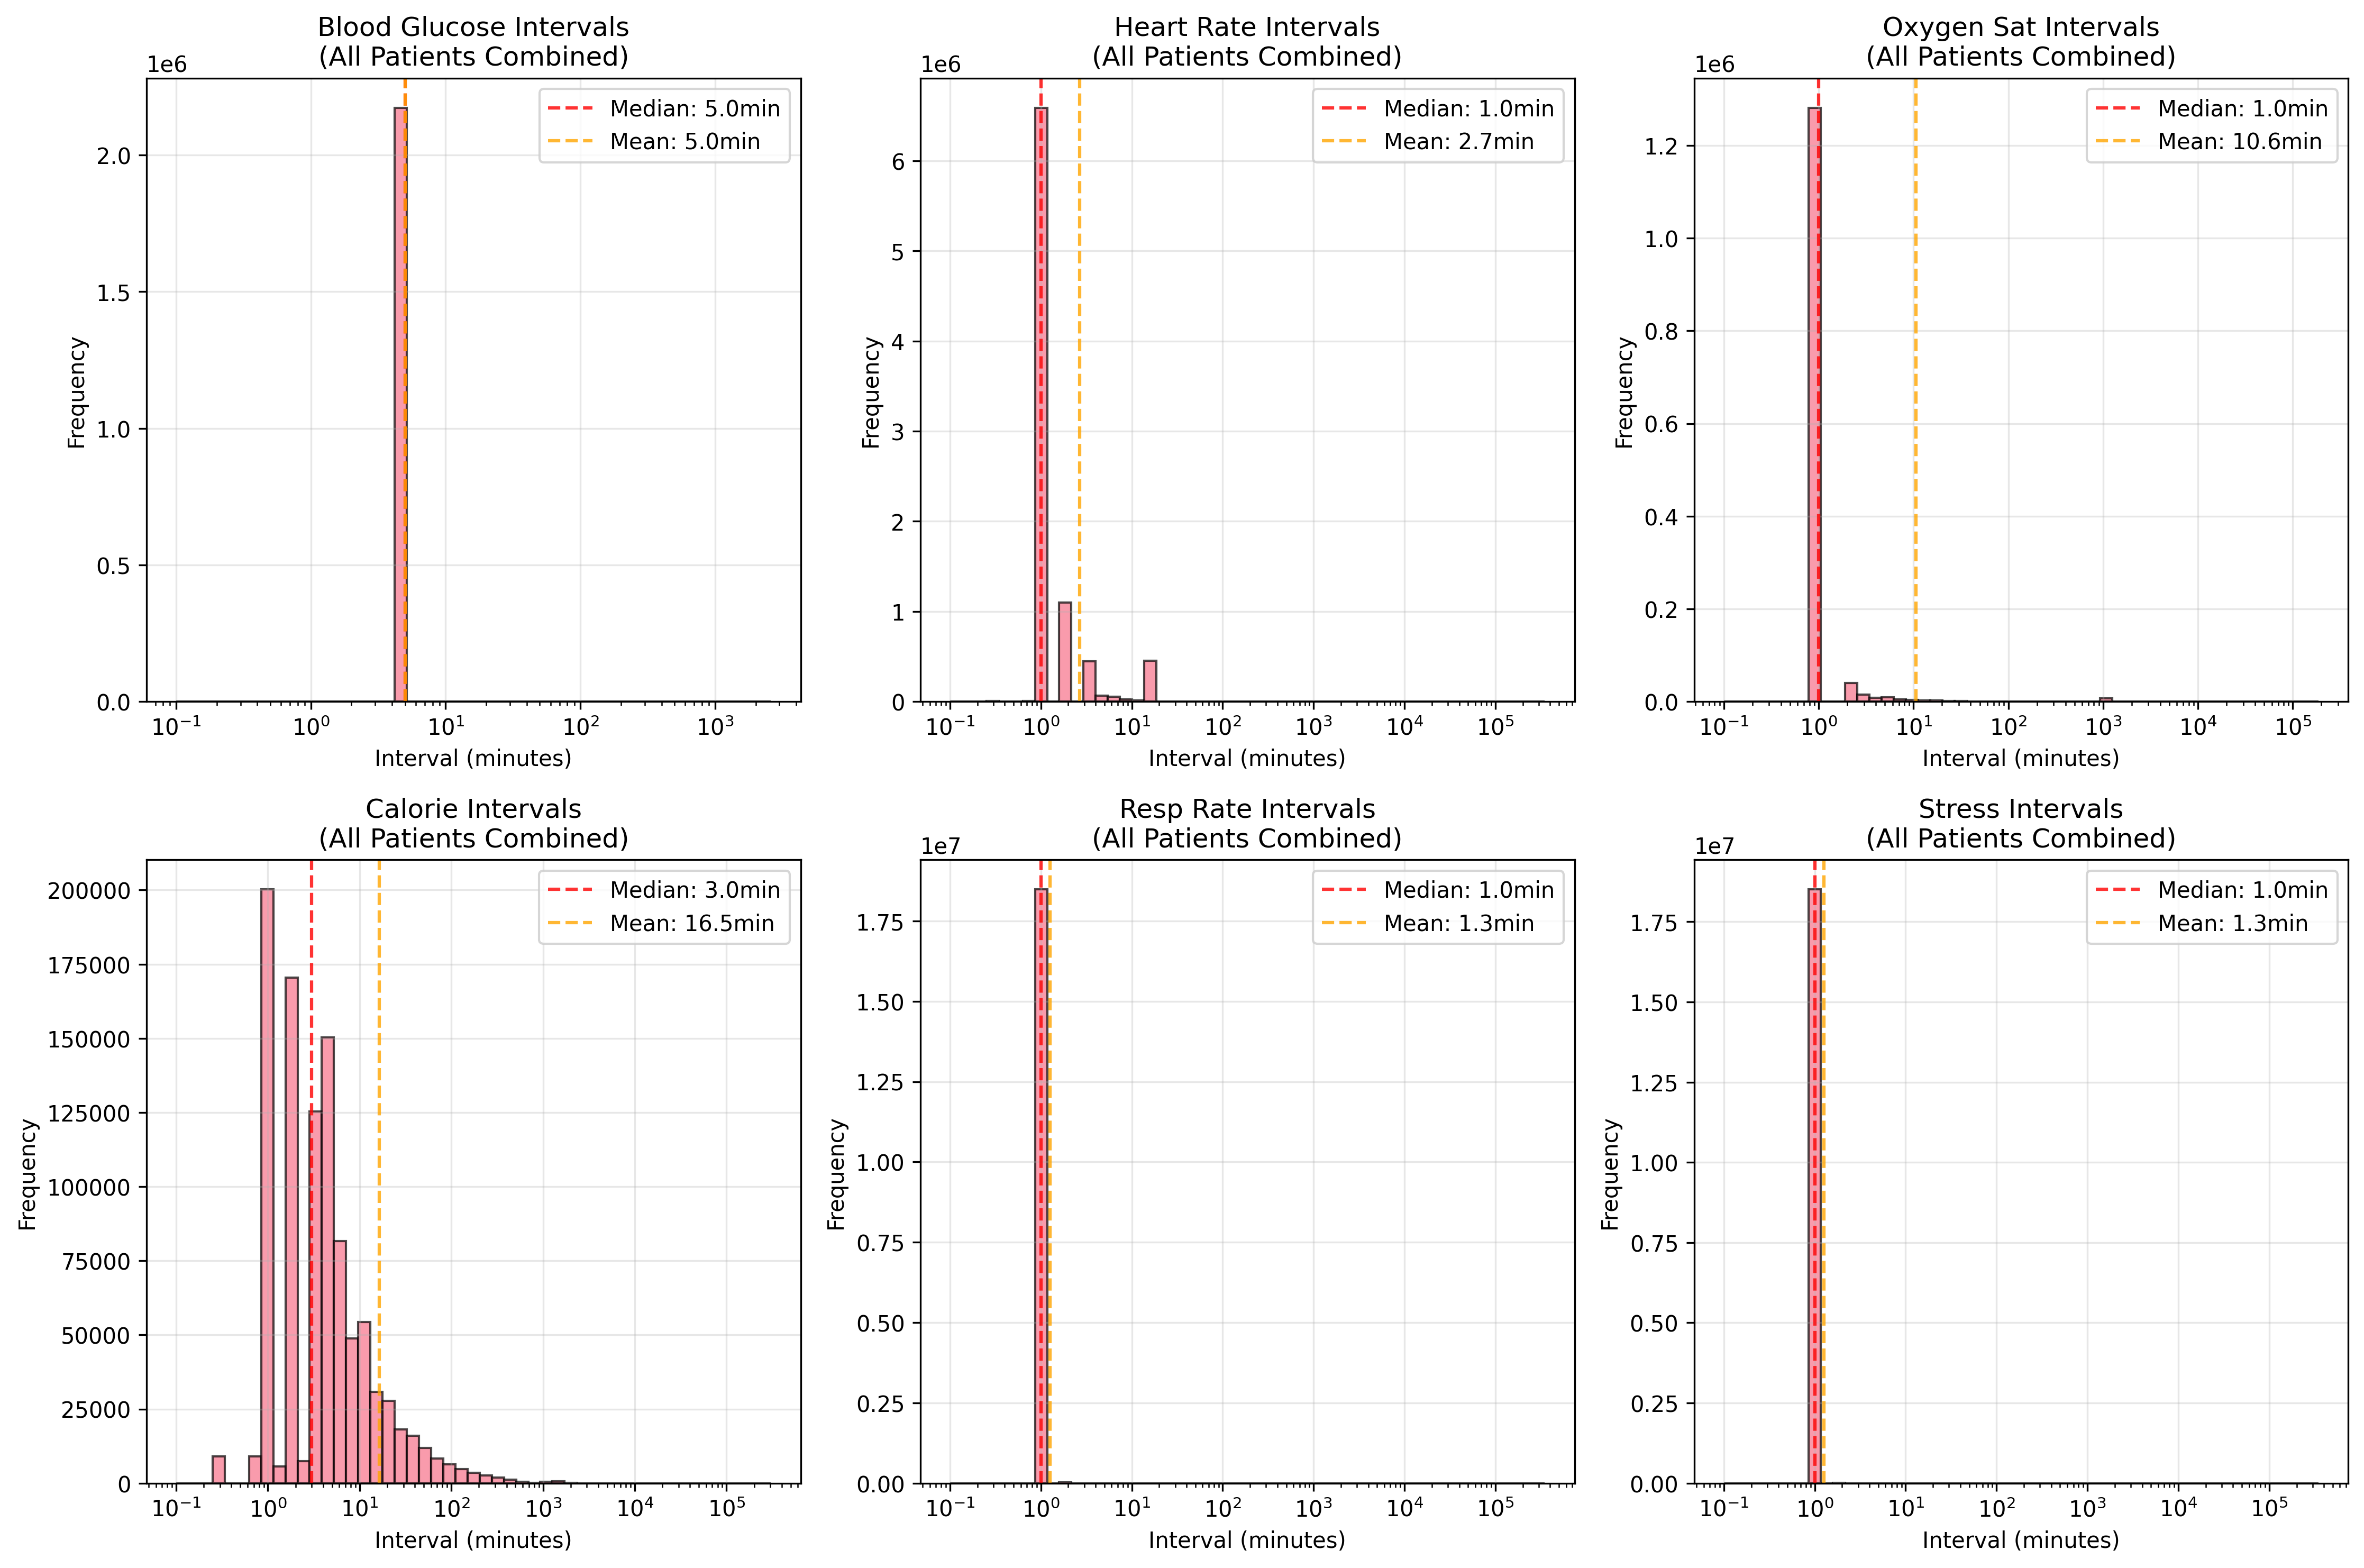 Blood Glucose Intervals
(All Patients Combined)
1e6
Median: 5.0min
Mean: 5.0min
2.0
1.5
1.0
0.5
0.0
Frequency
10⁻¹ 10⁰ 10¹ 10² 10³
Interval (minutes)
Heart Rate Intervals
(All Patients Combined)
1e6
Median: 1.0min
Mean: 2.7min
6
5
4
3
2
1
0
Frequency
10⁻¹ 10⁰ 10¹ 10² 10³ 10⁴ 10⁵
Interval (minutes)
Oxygen Sat Intervals
(All Patients Combined)
1e6
Median: 1.0min
Mean: 10.6min
1.2
1.0
0.8
0.6
0.4
0.2
0.0
Frequency
10⁻¹ 10⁰ 10¹ 10² 10³ 10⁴ 10⁵
Interval (minutes)
Calorie Intervals
(All Patients Combined)
Median: 3.0min
Mean: 16.5min
200000
175000
150000
125000
100000
75000
50000
25000
0
Frequency
10⁻¹ 10⁰ 10¹ 10² 10³ 10⁴ 10⁵
Interval (minutes)
Resp Rate Intervals
(All Patients Combined)
1e7
Median: 1.0min
Mean: 1.3min
1.75
1.50
1.25
1.00
0.75
0.50
0.25
0.00
Frequency
10⁻¹ 10⁰ 10¹ 10² 10³ 10⁴ 10⁵
Interval (minutes)
Stress Intervals
(All Patients Combined)
1e7
Median: 1.0min
Mean: 1.3min
1.75
1.50
1.25
1.00
0.75
0.50
0.25
0.00
Frequency
10⁻¹ 10⁰ 10¹ 10² 10³ 10⁴ 10⁵
Interval (minutes)